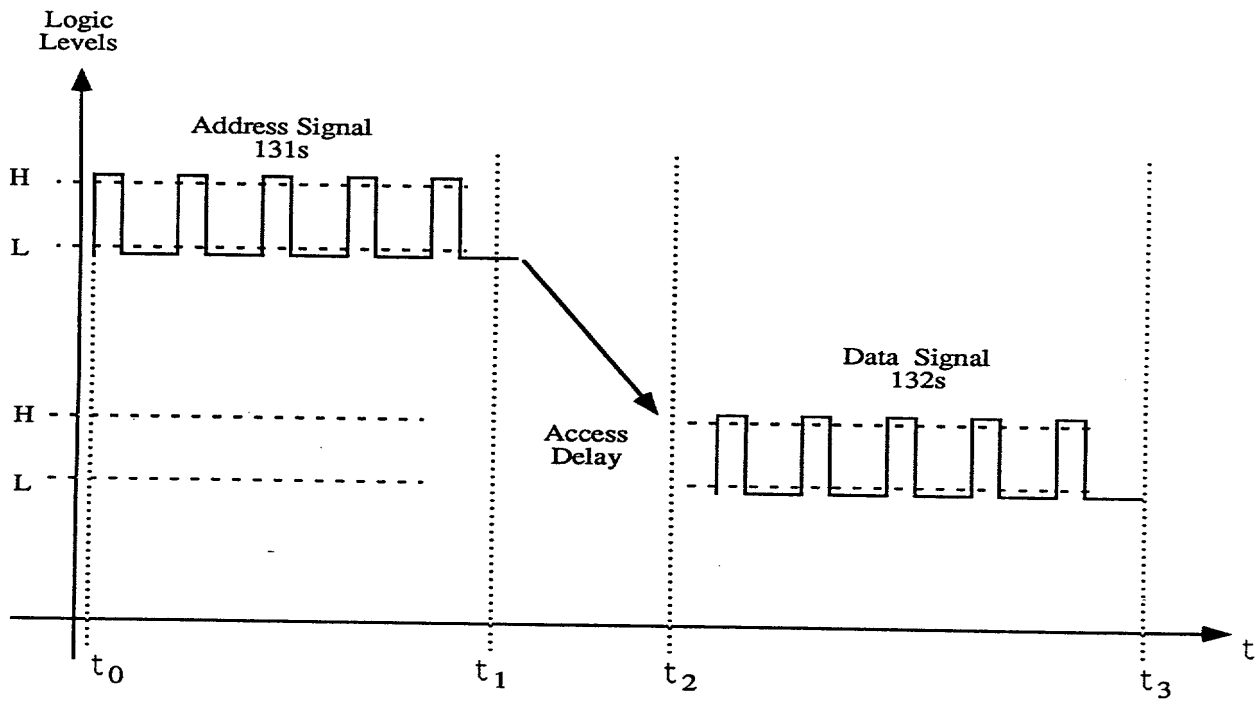 Logic
Levels
Address Signal
131s
H
L
Data Signal
132s
H
L
Access
Delay
t
t0
t1
t2
t3